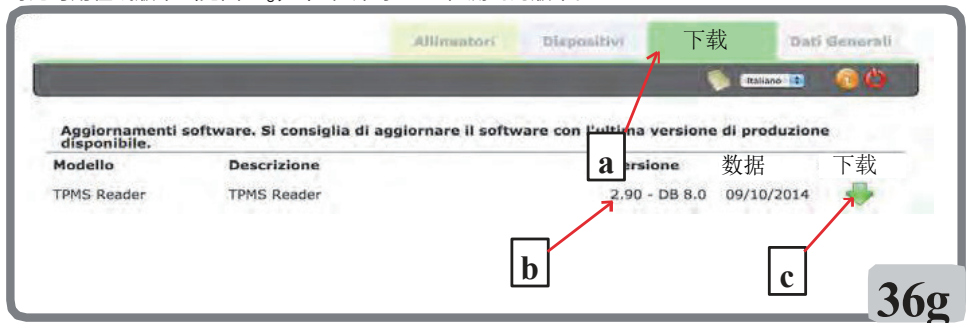 Allineatori Dispositivi 下载 Dati Generali
Italiano
Aggiornamenti software. Si consiglia di aggiornare il software con l'ultima versione di produzione
disponibile.
Modello Descrizione a ersione 数据 下载
TPMS Reader TPMS Reader 2.90 - DB 8.0 09/10/2014
b
c
36g